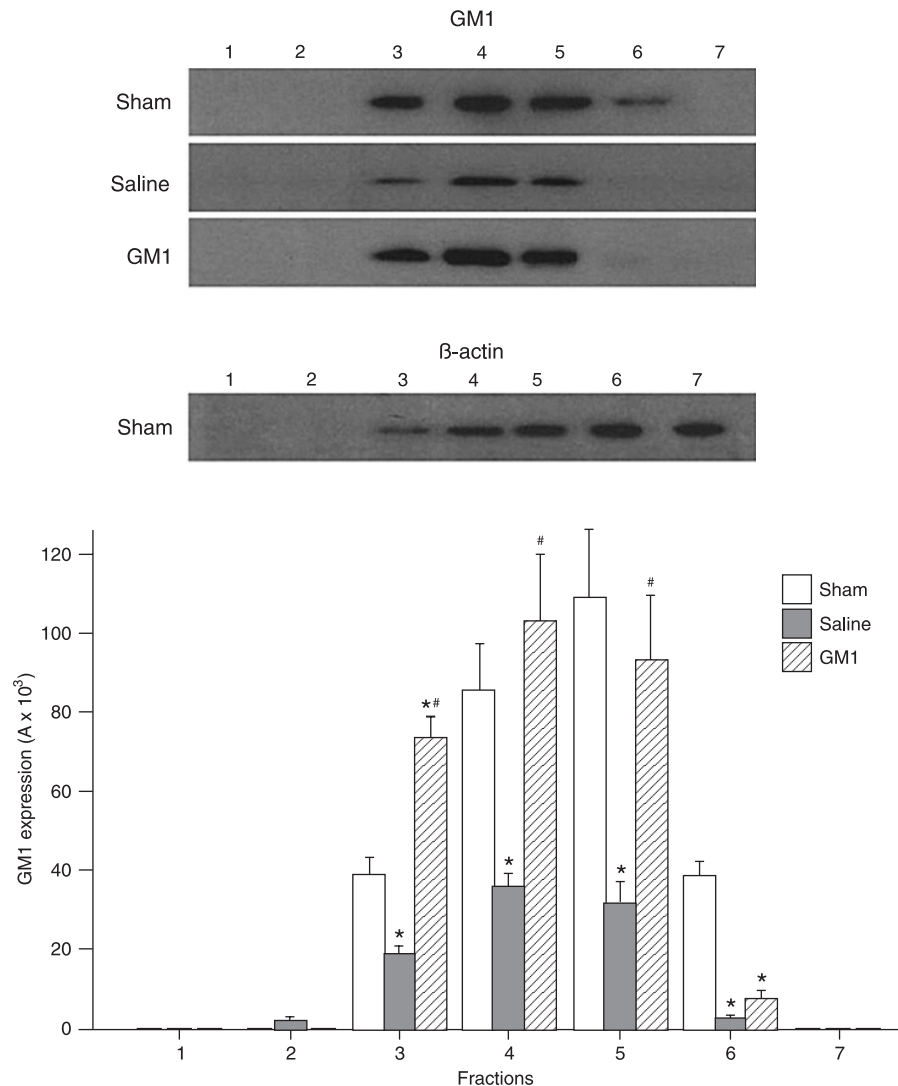 GM1
1 2 3 4 5 6 7
Sham
Saline
GM1
ß-actin
1 2 3 4 5 6 7
Sham
GM1 expression (A x 10³)
120
100
80
60
40
20
0
*#
#
#
*
*
*
*
*
Sham
Saline
GM1
1 2 3 4 5 6 7
Fractions